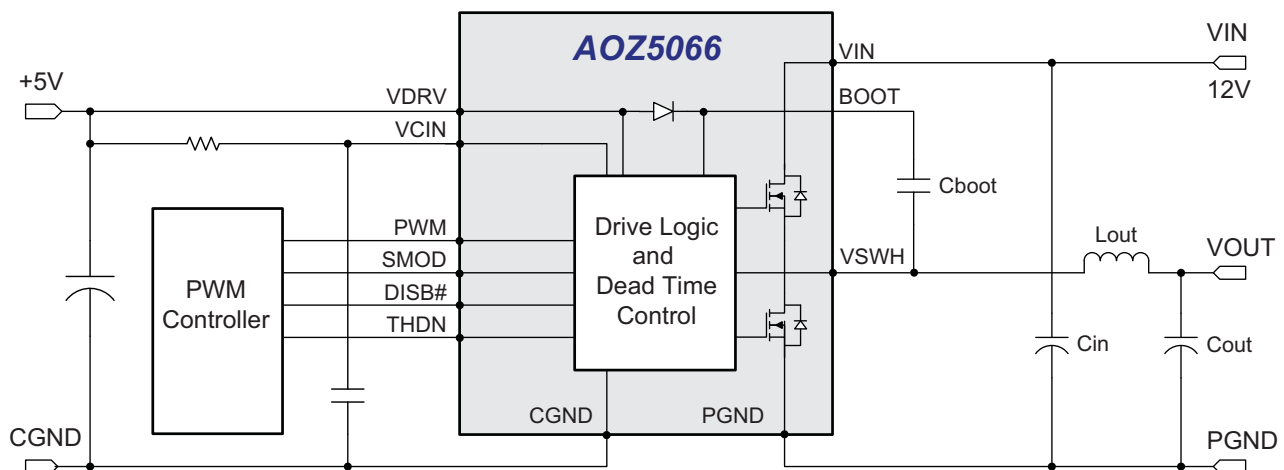 AOZ5066
VIN
VIN
12V
+5V
VDRV
BOOT
VCIN
Cboot
PWM
SMOD
DISB#
THDN
PWM
Controller
Drive Logic
and
Dead Time
Control
VSWH
Lout
VOUT
Cin
Cout
CGND
PGND
CGND
PGND